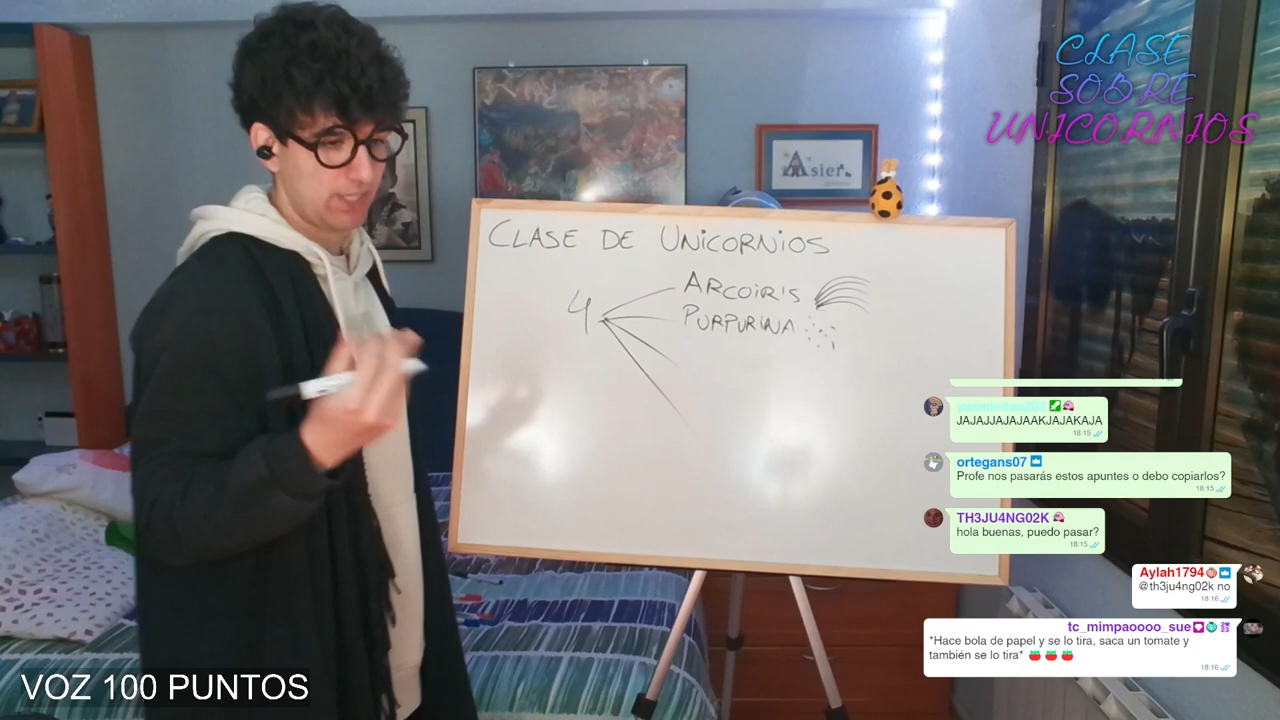 CLASE
SOBRE
UNICORNIOS
Asier
CLASE DE UNICORNIOS
4
ARCOIRIS
PURPURINA
JAJAJJAJAJAAKJAJAKAJA
18:15
ortegans07
Profe nos pasarás estos apuntes o debo copiarlos?
18:15
TH3JU4NG02K
hola buenas, puedo pasar?
18:15
Aylah1794
@th3ju4ng02k no
18:16
tc_mimpaoooo_sue
*Hace bola de papel y se lo tira, saca un tomate y
también se lo tira* 🍅 🍅 🍅
18:16
VOZ 100 PUNTOS